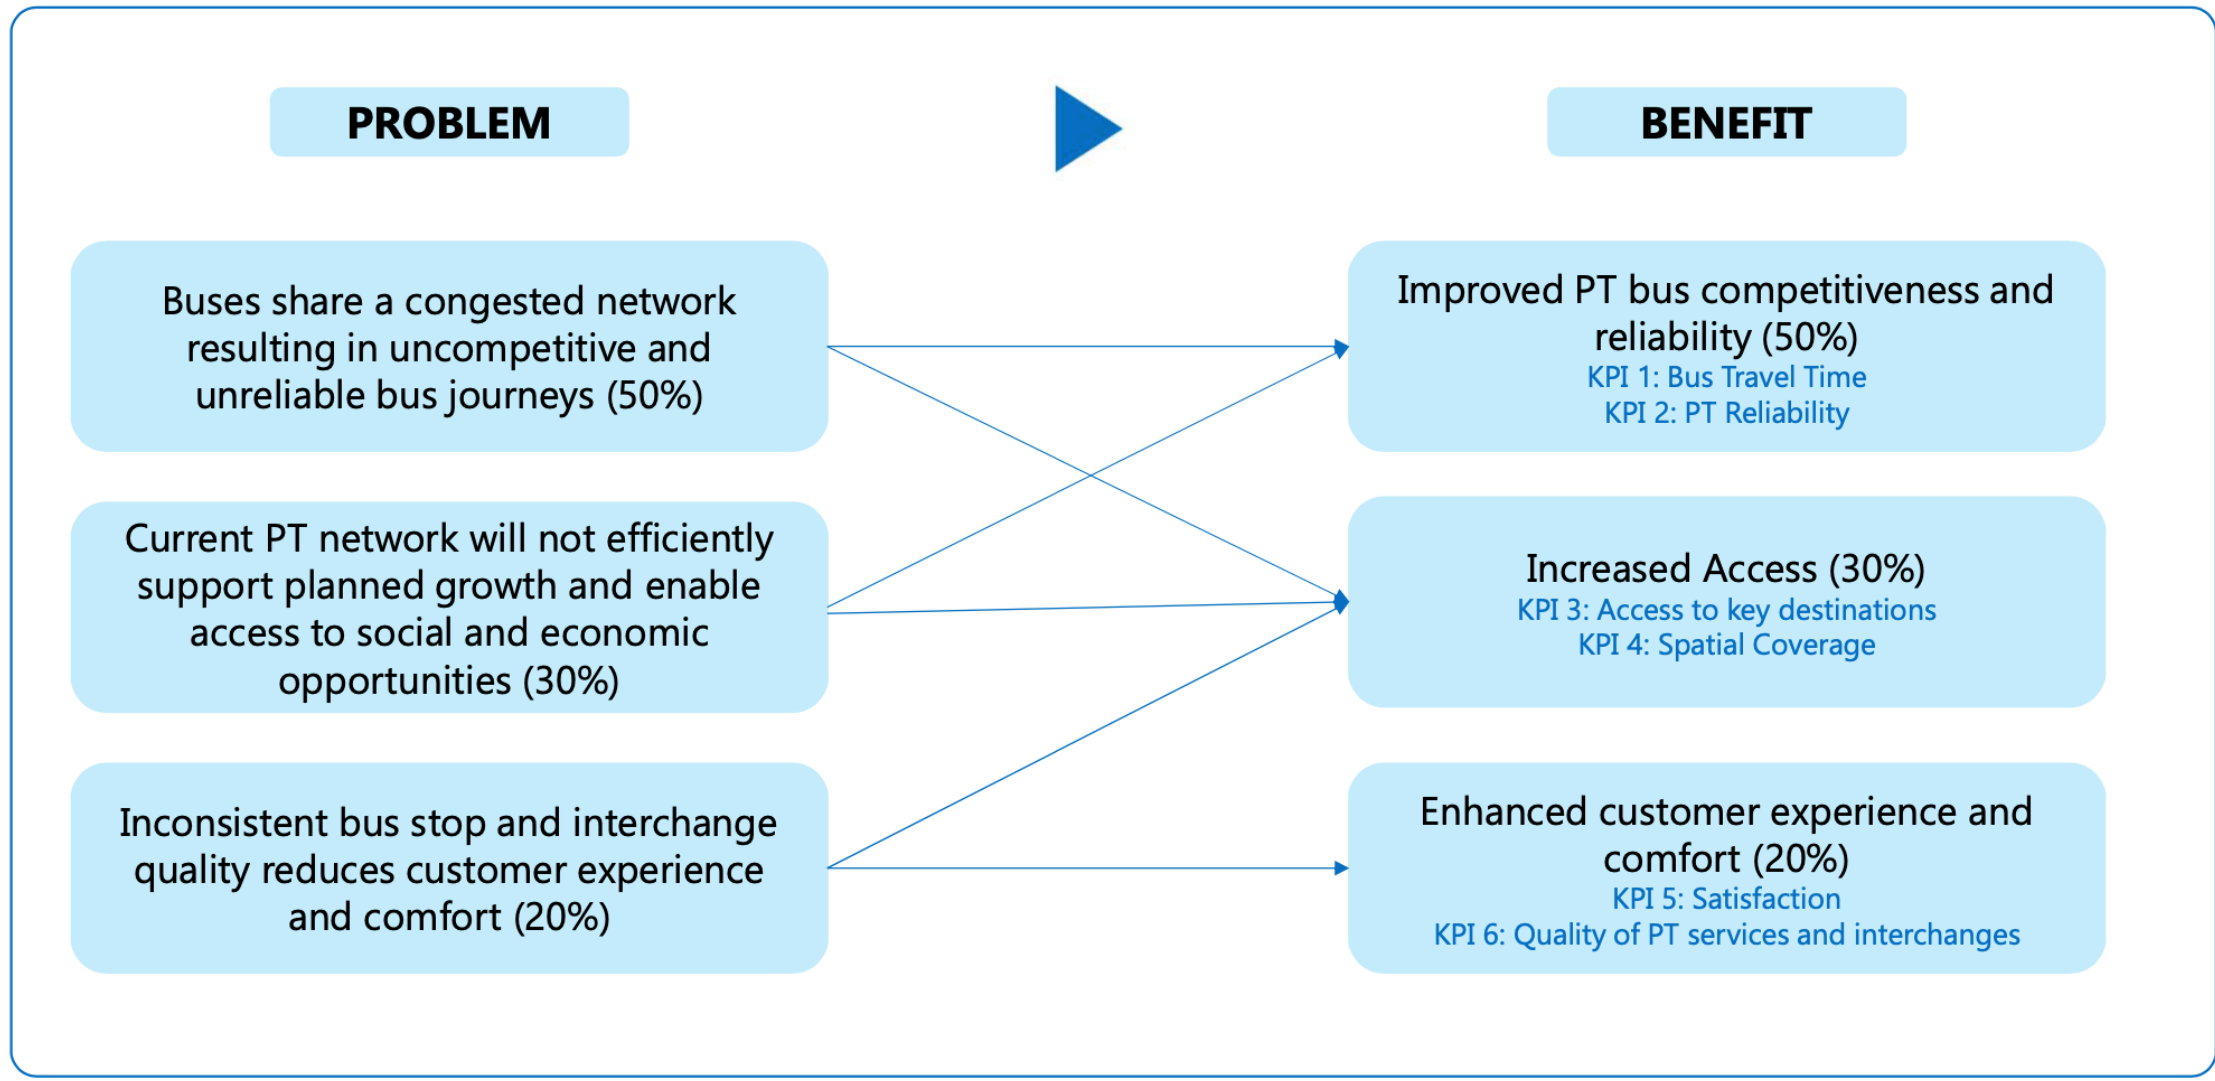 PROBLEM
BENEFIT
Buses share a congested network
resulting in uncompetitive and
unreliable bus journeys (50%)
Improved PT bus competitiveness and
reliability (50%)
KPI 1: Bus Travel Time
KPI 2: PT Reliability
Current PT network will not efficiently
support planned growth and enable
access to social and economic
opportunities (30%)
Increased Access (30%)
KPI 3: Access to key destinations
KPI 4: Spatial Coverage
Inconsistent bus stop and interchange
quality reduces customer experience
and comfort (20%)
Enhanced customer experience and
comfort (20%)
KPI 5: Satisfaction
KPI 6: Quality of PT services and interchanges